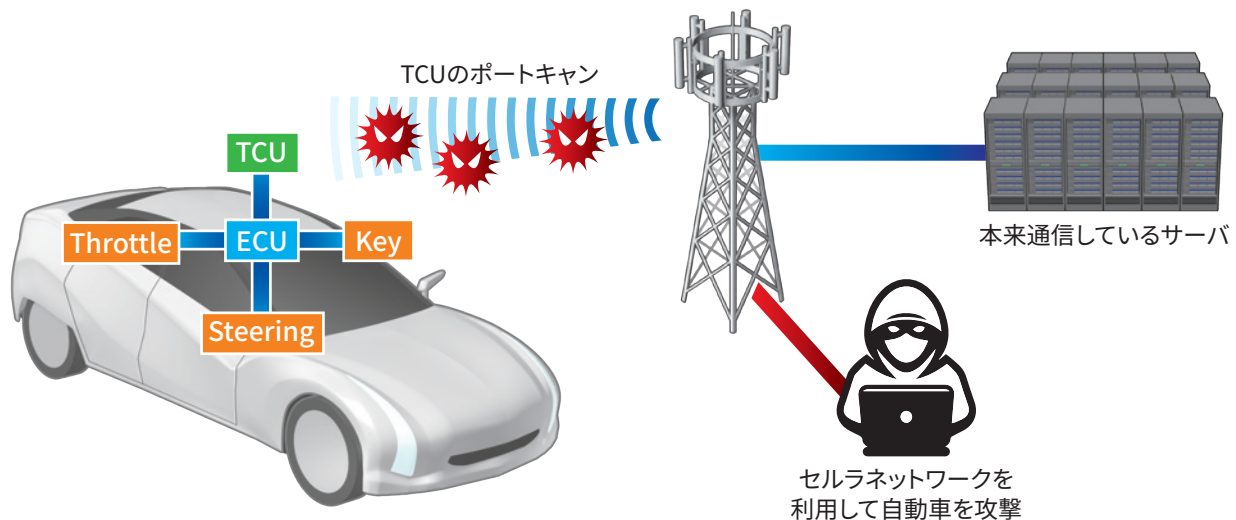 TCUのポートキャン
TCU
Throttle
ECU
Key
Steering
本来通信しているサーバ
セルラネットワークを
利用して自動車を攻撃